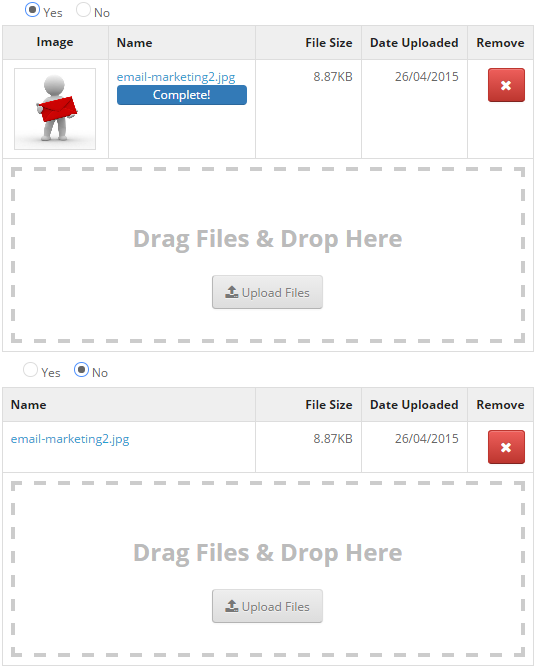 Yes No
Image Name File Size Date Uploaded Remove
email-marketing2.jpg 8.87KB 26/04/2015
Complete!
Drag Files & Drop Here
Upload Files
Yes No
Name File Size Date Uploaded Remove
email-marketing2.jpg 8.87KB 26/04/2015
Drag Files & Drop Here
Upload Files